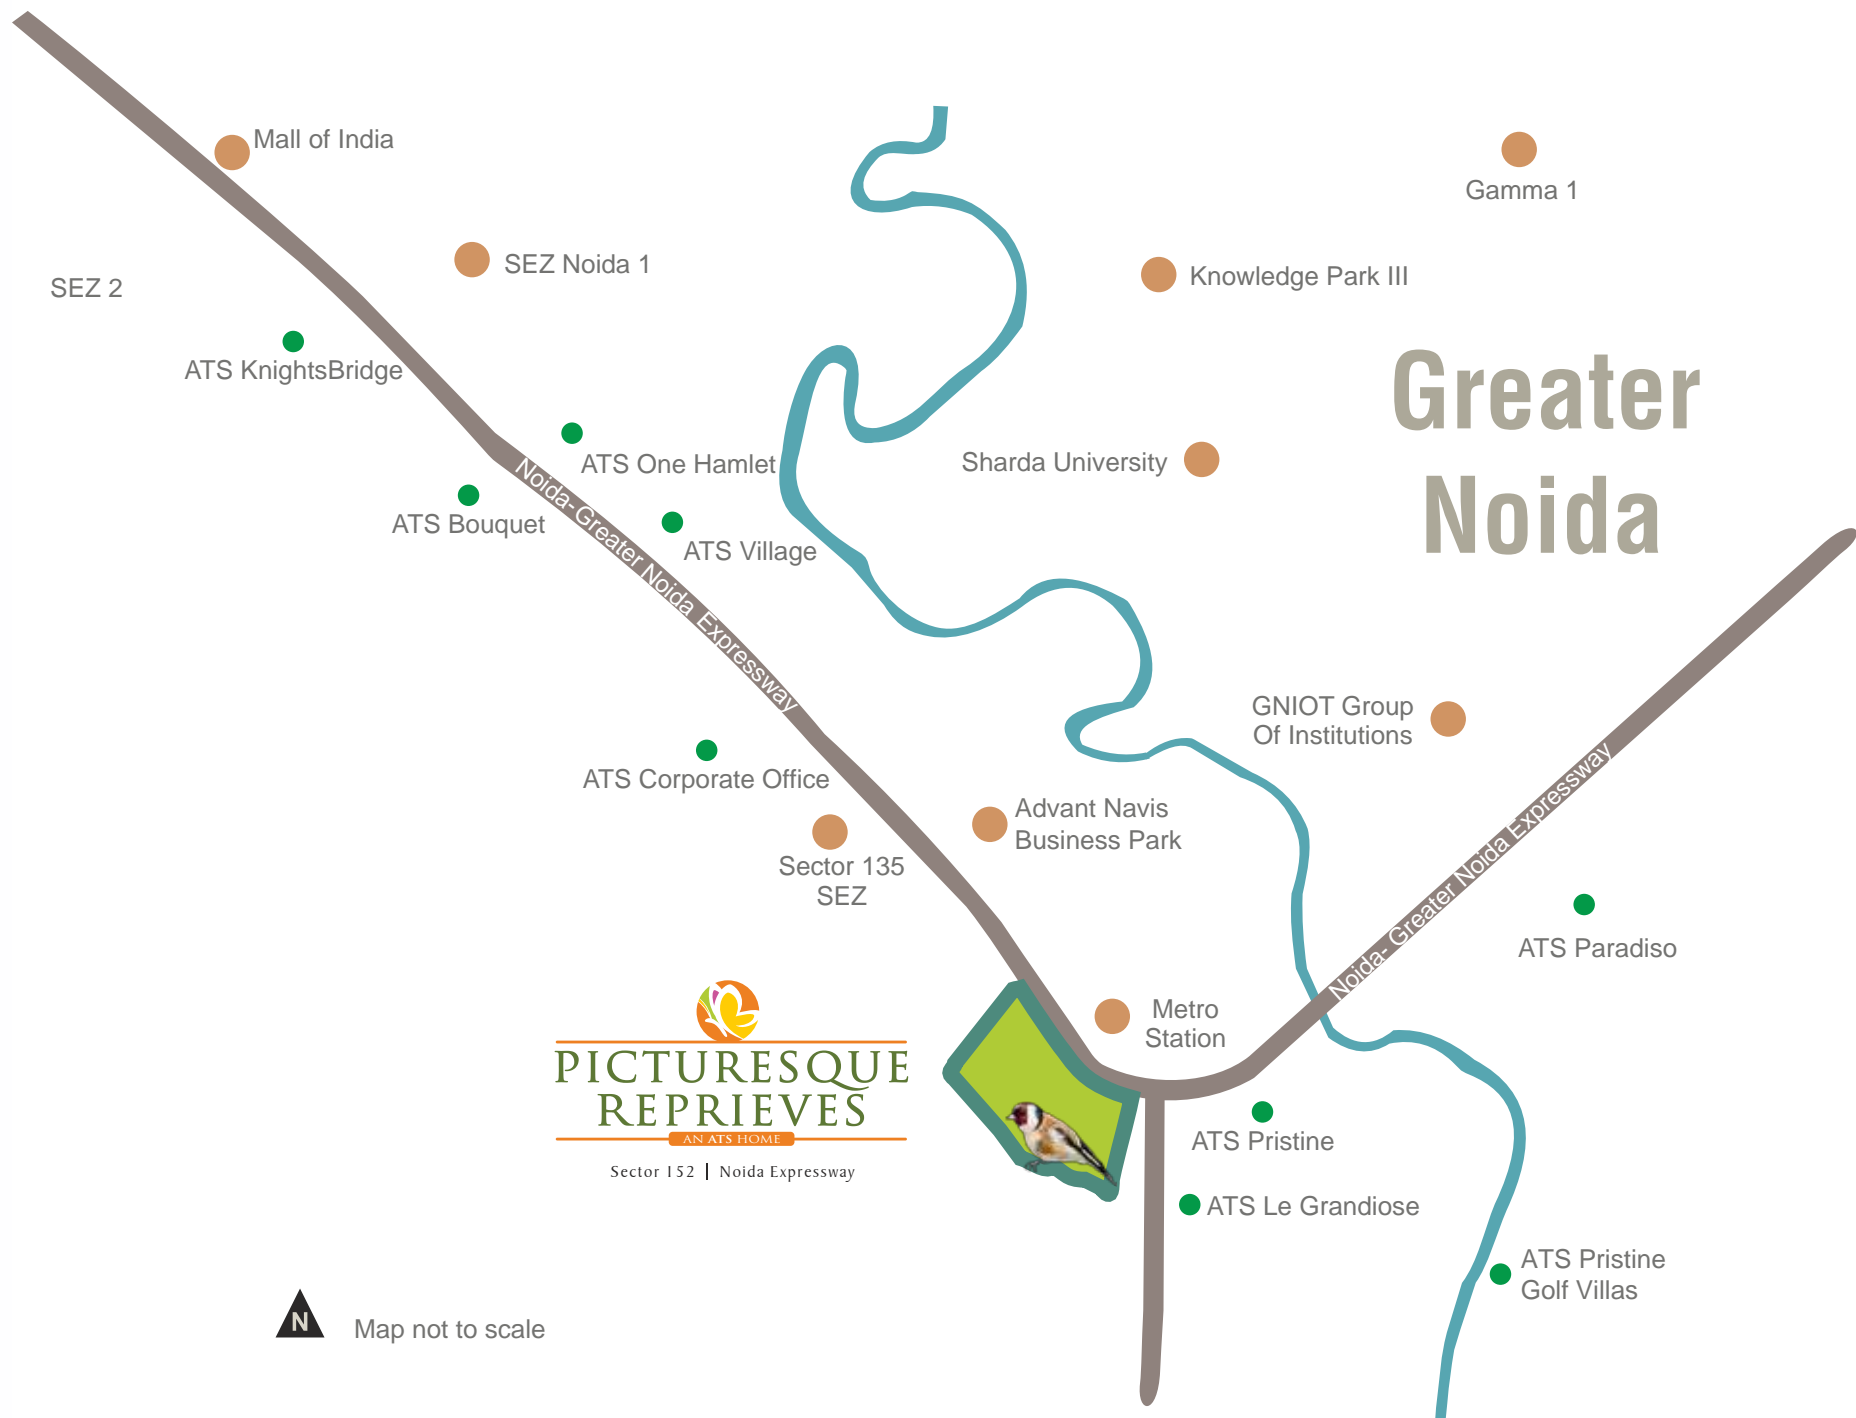 Mall of India
Gamma 1
SEZ Noida 1
Knowledge Park III
SEZ 2
ATS KnightsBridge
Greater
Noida
ATS One Hamlet
Sharda University
ATS Bouquet
ATS Village
Noida- Greater Noida Expressway
GNIOT Group
Of Institutions
ATS Corporate Office
Advant Navis
Business Park
Sector 135
SEZ
Noida- Greater Noida Expressway
ATS Paradiso
Metro
Station
PICTURESQUE
REPRIEVES
AN ATS HOME
Sector 152 | Noida Expressway
ATS Pristine
ATS Le Grandiose
ATS Pristine
Golf Villas
N
Map not to scale